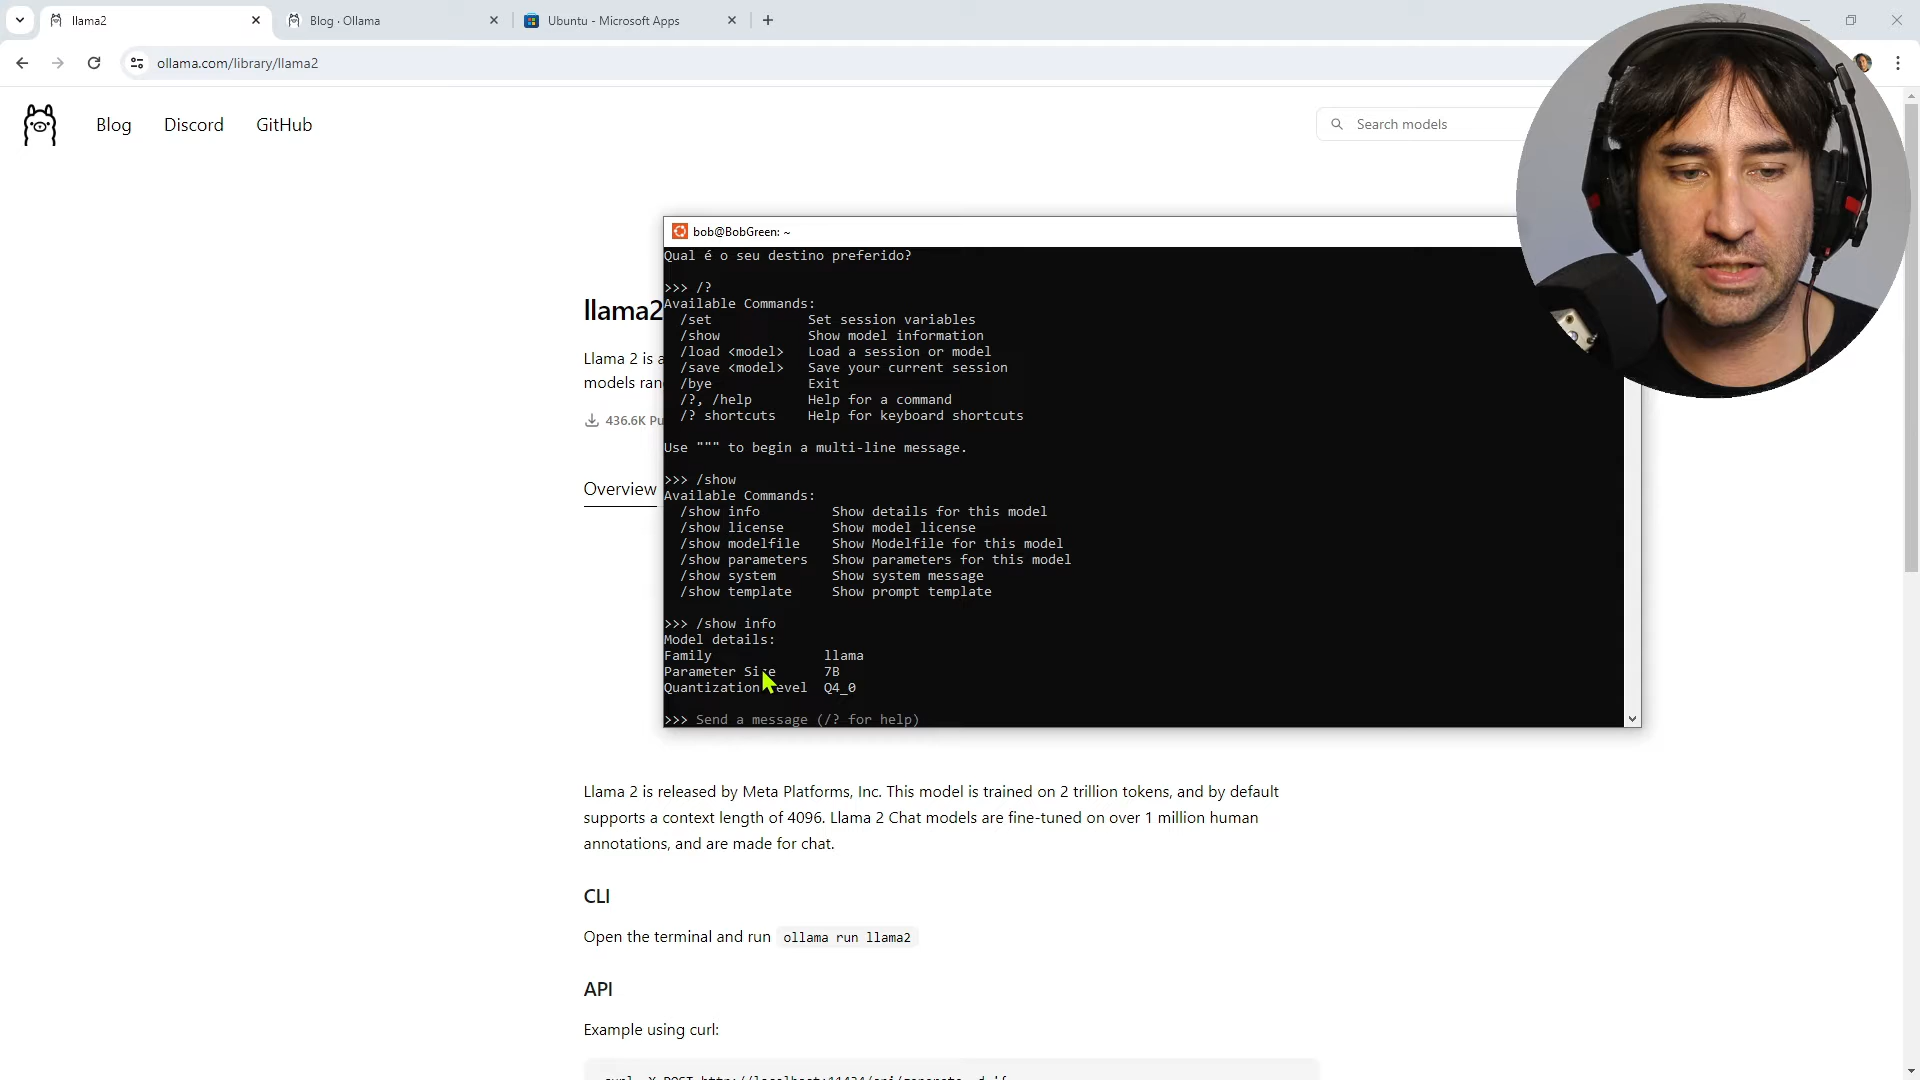 llama2
Blog · Ollama
Ubuntu - Microsoft Apps
ollama.com/library/llama2
Blog
Discord
GitHub
Search models
bob@BobGreen: ~
Qual é o seu destino preferido?
>>> /?
Available Commands:
/set Set session variables
/show Show model information
/load <model> Load a session or model
/save <model> Save your current session
/bye Exit
/?, /help Help for a command
/? shortcuts Help for keyboard shortcuts
Use """ to begin a multi-line message.
>>> /show
Available Commands:
/show info Show details for this model
/show license Show model license
/show modelfile Show Modelfile for this model
/show parameters Show parameters for this model
/show system Show system message
/show template Show prompt template
>>> /show info
Model details:
Family llama
Parameter Size 7B
Quantization Level Q4_0
>>> Send a message (/? for help)
llama2
Llama 2 is a
models ran
436.6K Pu
Overview
Llama 2 is released by Meta Platforms, Inc. This model is trained on 2 trillion tokens, and by default
supports a context length of 4096. Llama 2 Chat models are fine-tuned on over 1 million human
annotations, and are made for chat.
CLI
Open the terminal and run ollama run llama2
API
Example using curl: